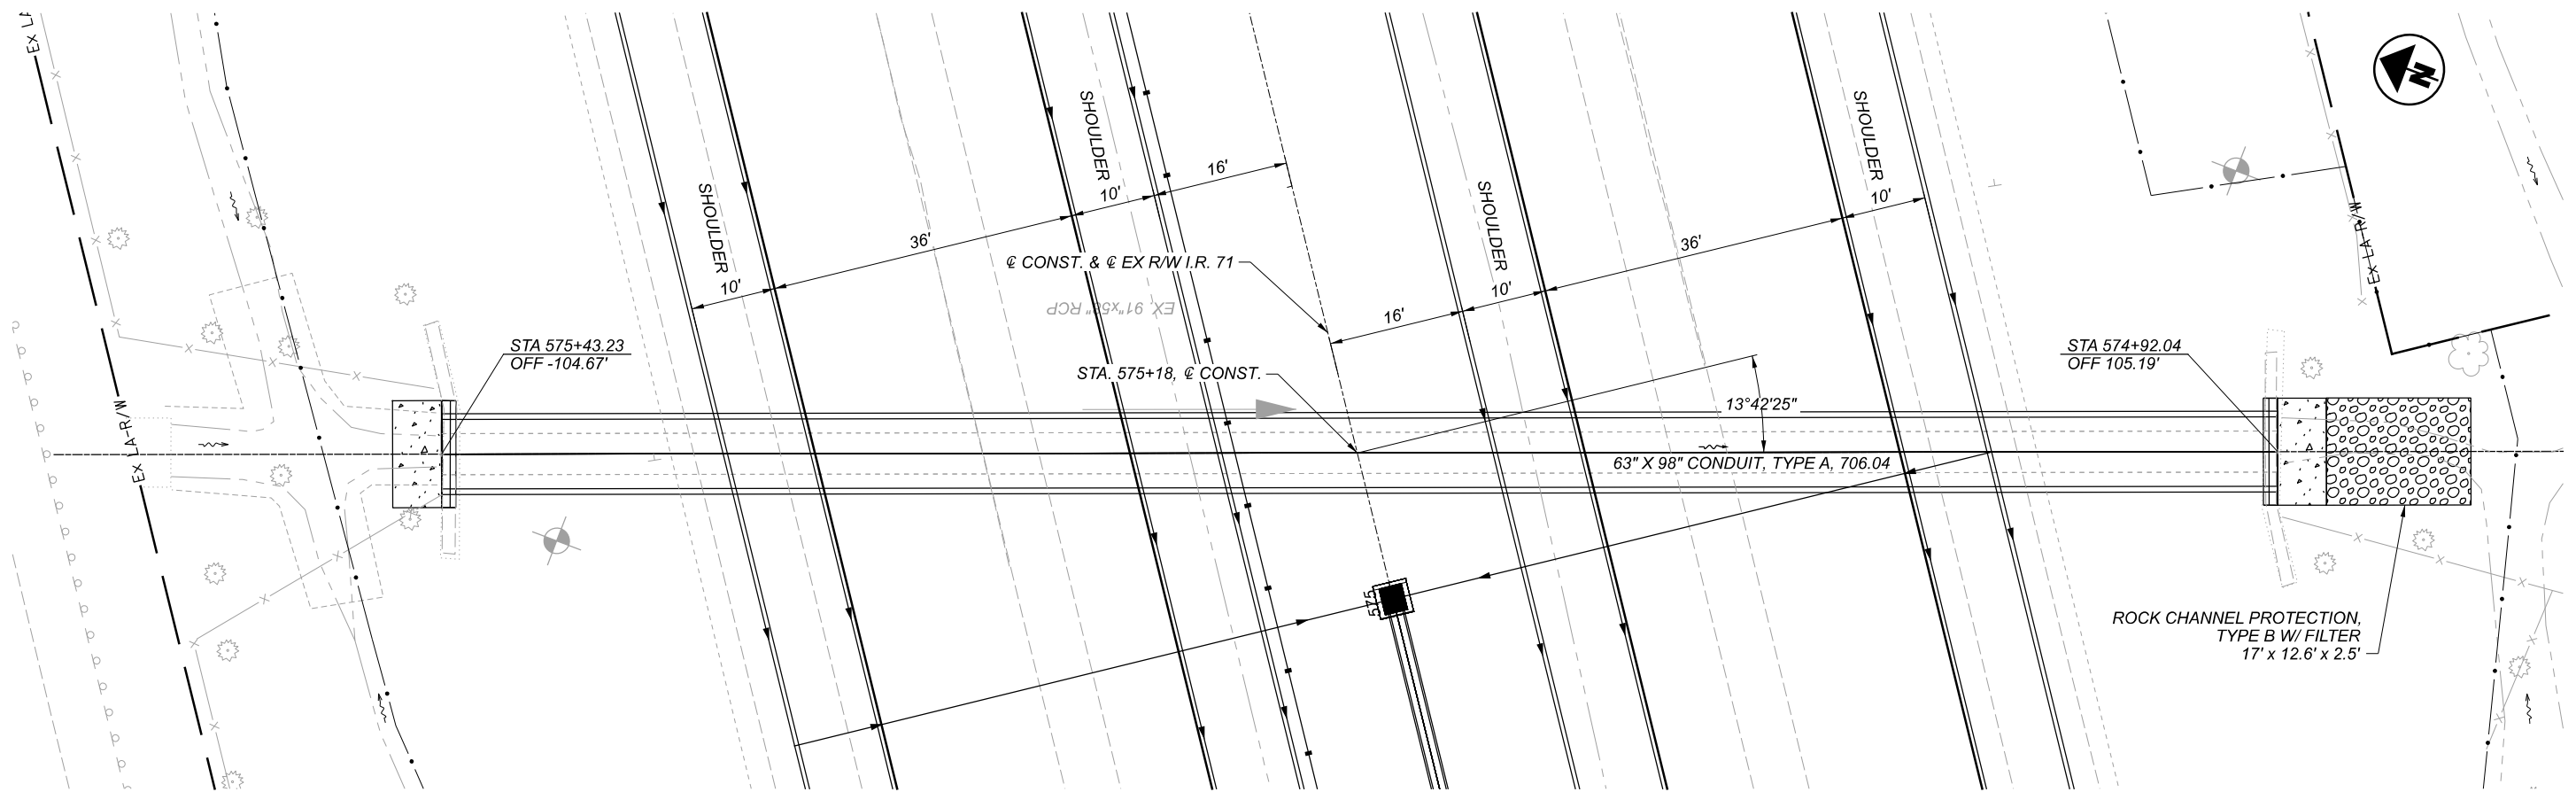 Ex LA
SHOULDER
SHOULDER
SHOULDER
SHOULDER
N
16'
10'
36'
10'
10'
36'
10'
16'
Ex LA-R/W
℄ CONST. & ℄ EX R/W I.R. 71
EX. 91"x58" RCP
STA 575+43.23
OFF -104.67'
STA. 575+18, ℄ CONST.
STA 574+92.04
OFF 105.19'
13°42'25"
Ex LA-R/W
63" X 98" CONDUIT, TYPE A, 706.04
575
ROCK CHANNEL PROTECTION,
TYPE B W/ FILTER
17' x 12.6' x 2.5'